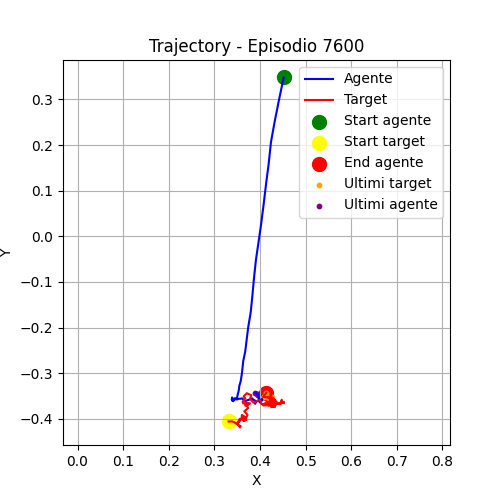 Trajectory - Episodio 7600
Agente
Target
Start agente
Start target
End agente
Ultimi target
Ultimi agente
Y
0.3
0.2
0.1
0.0
−0.1
−0.2
−0.3
−0.4
0.0 0.1 0.2 0.3 0.4 0.5 0.6 0.7 0.8
X